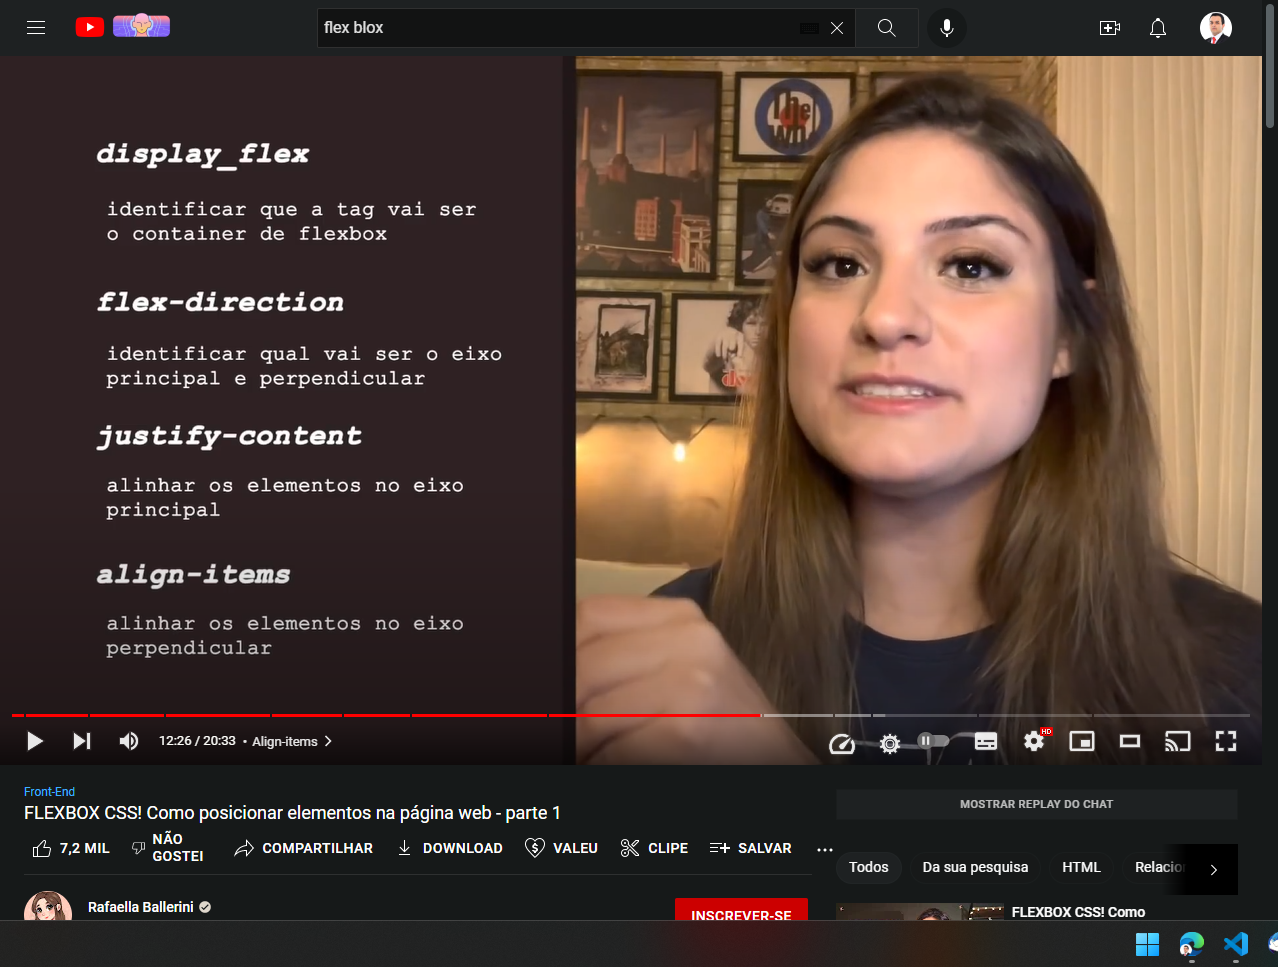 flex blox
The
Who
display_flex
identificar que a tag vai ser
o container de flexbox
flex-direction
identificar qual vai ser o eixo
principal e perpendicular
justify-content
alinhar os elementos no eixo
principal
align-items
alinhar os elementos no eixo
perpendicular
12:26 / 20:33 • Align-items
HD
Front-End
FLEXBOX CSS! Como posicionar elementos na página web - parte 1
7,2 MIL
NÃO
GOSTEI
COMPARTILHAR
DOWNLOAD
VALEU
CLIPE
SALVAR
Rafaella Ballerini
INSCREVER-SE
MOSTRAR REPLAY DO CHAT
Todos
Da sua pesquisa
HTML
Relacio
FLEXBOX CSS! Como